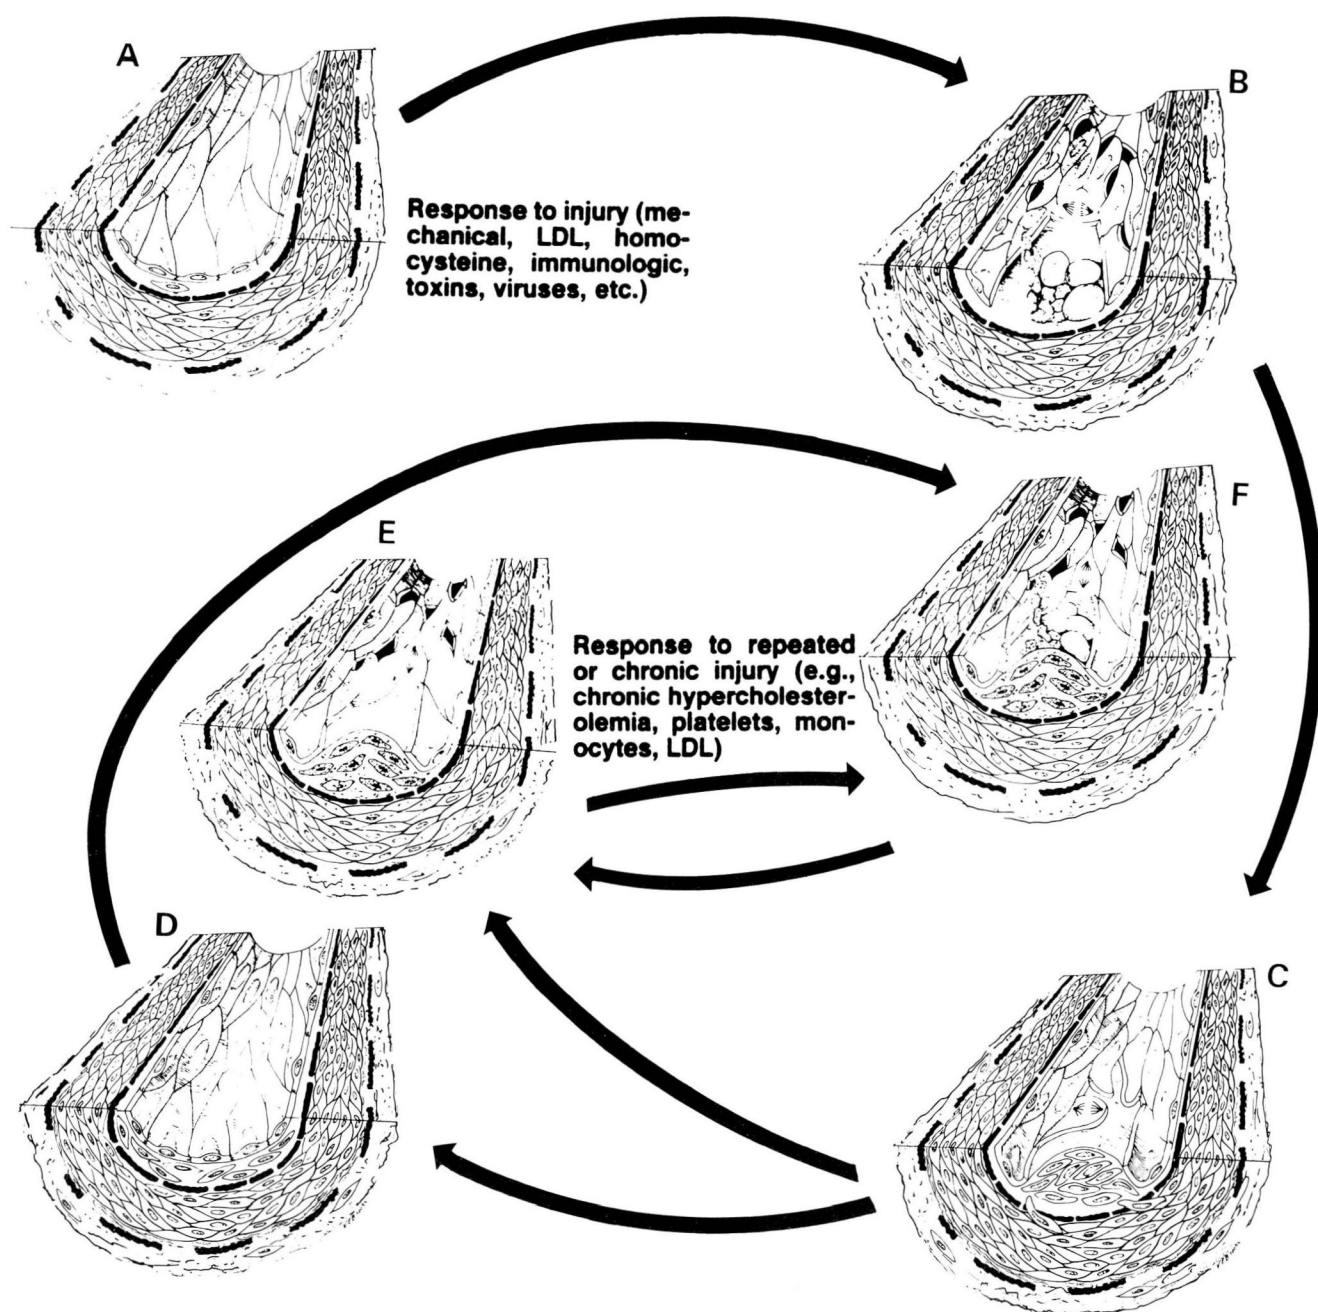 A
B
Response to injury (me-
chanical, LDL, homo-
cysteine, immunologic,
toxins, viruses, etc.)
F
E
Response to repeated
or chronic injury (e.g.,
chronic hypercholester-
olemia, platelets, mon-
ocytes, LDL)
D
C